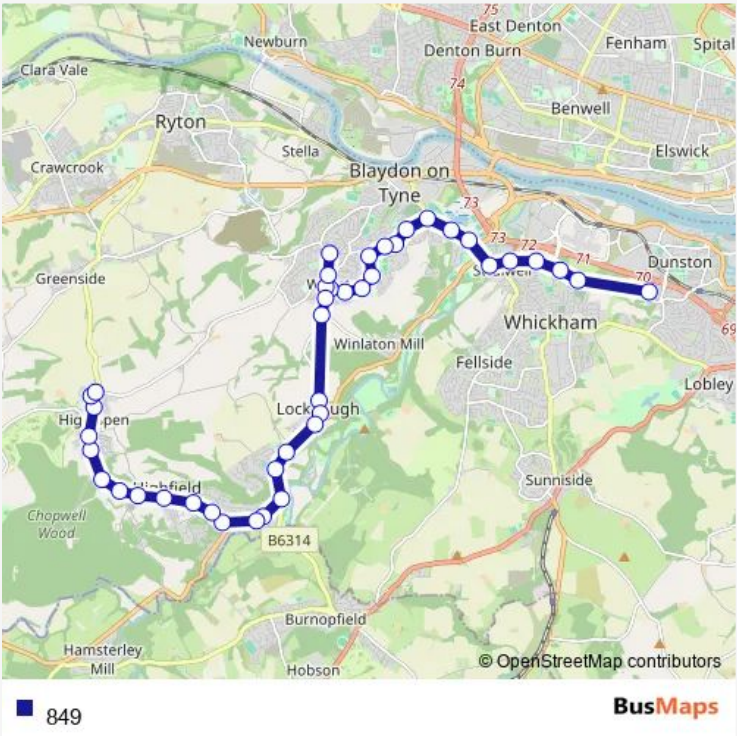 75
East Denton
Newburn
Fenham
Spital
Denton Burn
Clara Vale
74
Benwell
Ryton
Stella
Elswick
Crawcrook
Blaydon on
Tyne
73
73
72
71
Dunston
Greenside
70
Whickham
69
Winlaton Mill
Fellside
Lobley
Highfield
Sunniside
Chopwell
Wood
B6314
Burnopfield
Hamsterley
Mill
Hobson
© OpenStreetMap contributors
849
BusMaps